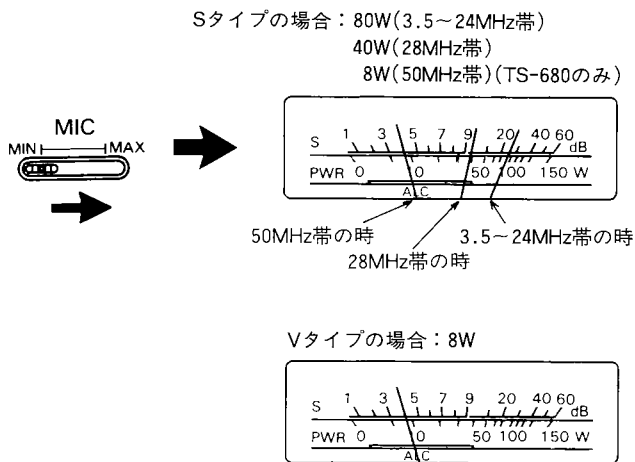 Sタイプの場合：80W(3.5～24MHz帯)
40W(28MHz帯)
8W(50MHz帯)(TS-680のみ)
MIC
MIN MAX
S 1 3 5 7 9 20 40 60 dB
PWR 0 10 50 100 150 W
ALC
50MHz帯の時
28MHz帯の時
3.5～24MHz帯の時
Vタイプの場合：8W
S 1 3 5 7 9 20 40 60 dB
PWR 0 10 50 100 150 W
ALC